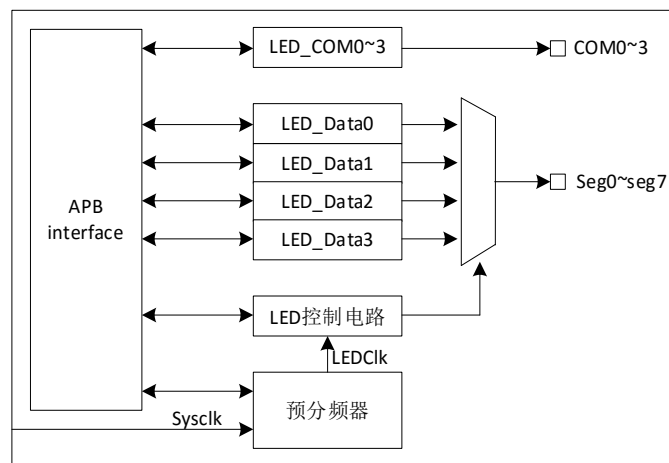 LED_COM0~3
COM0~3
LED_Data0
LED_Data1
LED_Data2
LED_Data3
Seg0~seg7
APB
interface
LED控制电路
LEDClk
预分频器
Sysclk